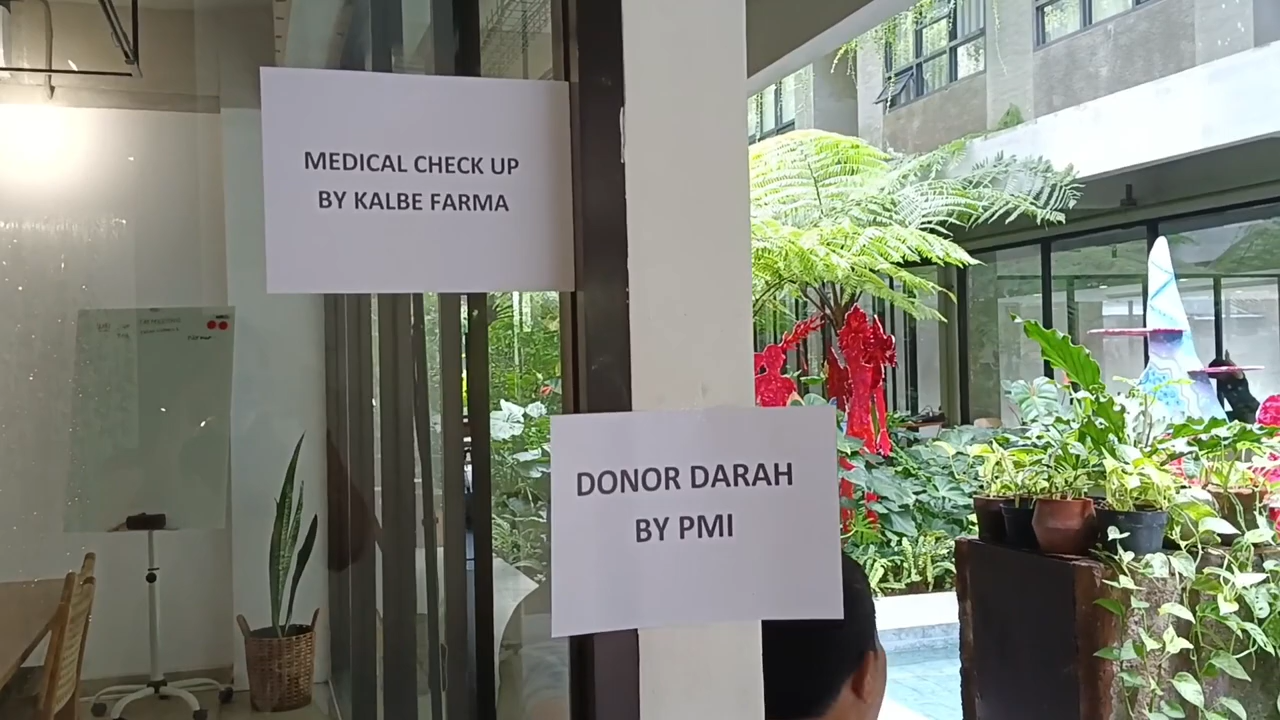 MEDICAL CHECK UP
BY KALBE FARMA
DONOR DARAH
BY PMI